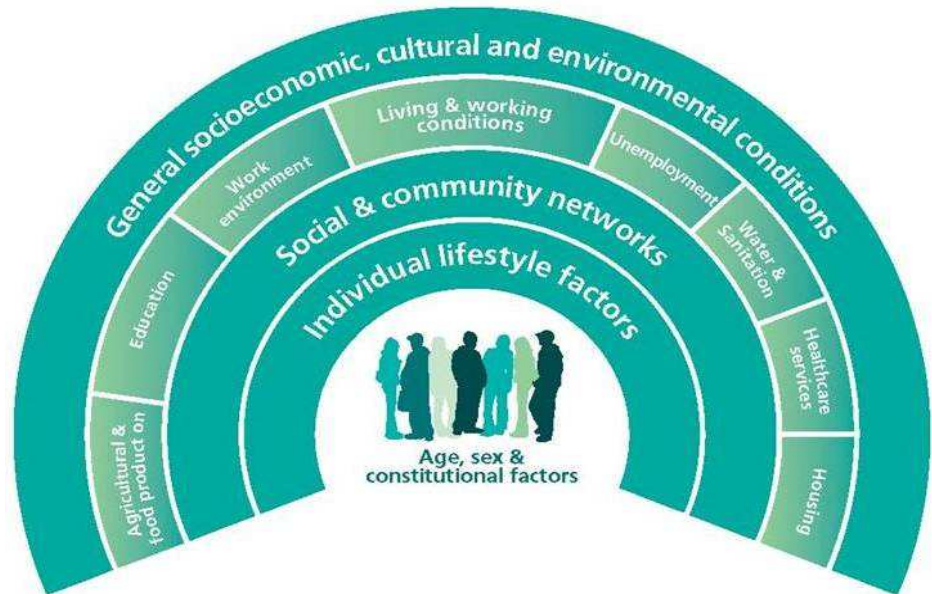 General socioeconomic, cultural and environmental conditions
Living & working
conditions
Work
environment
Unemployment
Education
Water &
Sanitation
Agricultural &
food product on
Healthcare
services
Housing
Social & community networks
Individual lifestyle factors
Age, sex &
constitutional factors